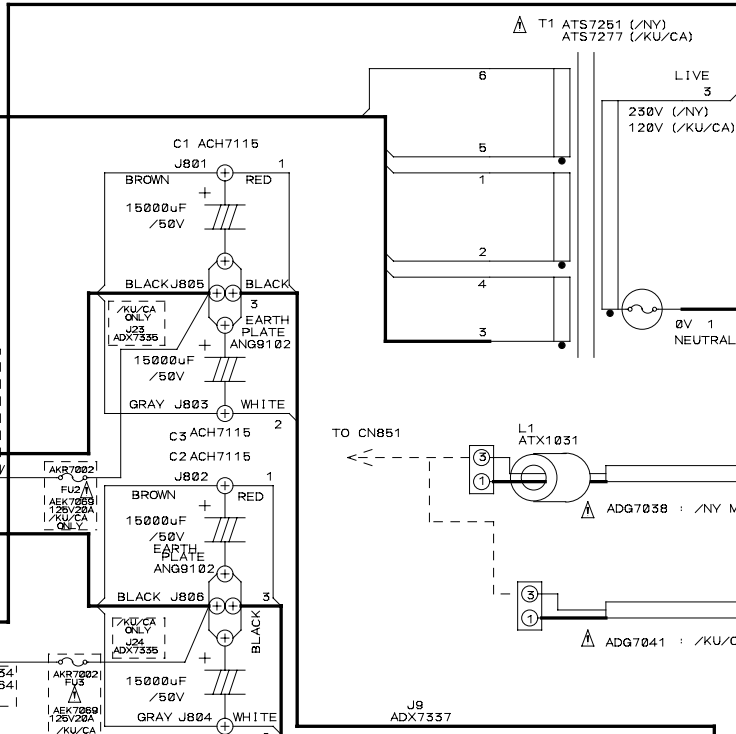 T1 ATS7251 (/NY)
ATS7277 (/KU/CA)
6
LIVE
3
230V (/NY)
120V (/KU/CA)
C1 ACH7115
J801
1
BROWN
RED
5
1
+
15000uF
/50V
2
BLACK J805
BLACK
4
3
/KU/CA
ONLY
J23
ADX7335
EARTH
PLATE
ANG9102
+
15000uF
/50V
3
0V 1
NEUTRAL
GRAY J803
WHITE
2
C3 ACH7115
TO CN851
L1
ATX1031
C2 ACH7115
3
1
AKR7002
FU2
AEK7069
125V20A
/KU/CA
ONLY
J802
1
BROWN
RED
+
15000uF
/50V
EARTH
PLATE
ANG9102
ADG7038 : /NY M
BLACK J806
3
BLACK
3
1
/KU/CA
ONLY
J24
ADX7335
+
ADG7041 : /KU/C
34
64
AKR7002
FU3
AEK7069
125V20A
/KU/CA
15000uF
/50V
GRAY J804
WHITE
J9
ADX7337